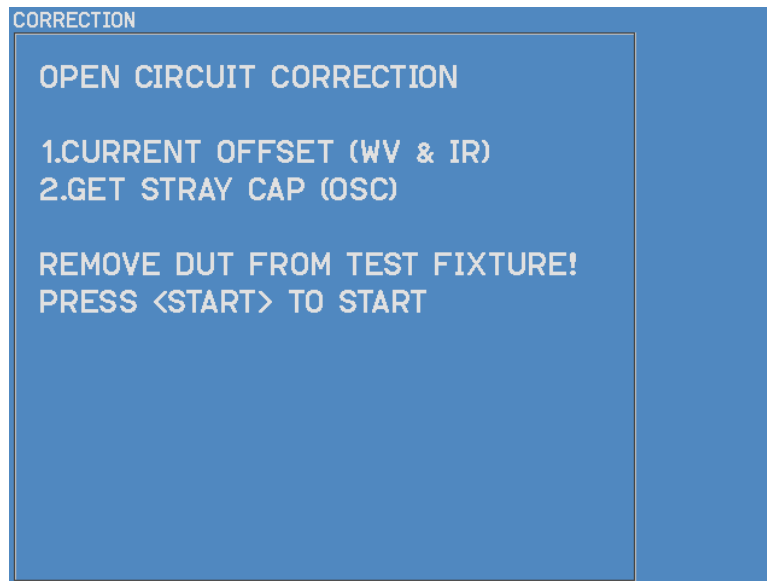 CORRECTION
OPEN CIRCUIT CORRECTION
1.CURRENT OFFSET (WV & IR)
2.GET STRAY CAP (OSC)
REMOVE DUT FROM TEST FIXTURE!
PRESS <START> TO START